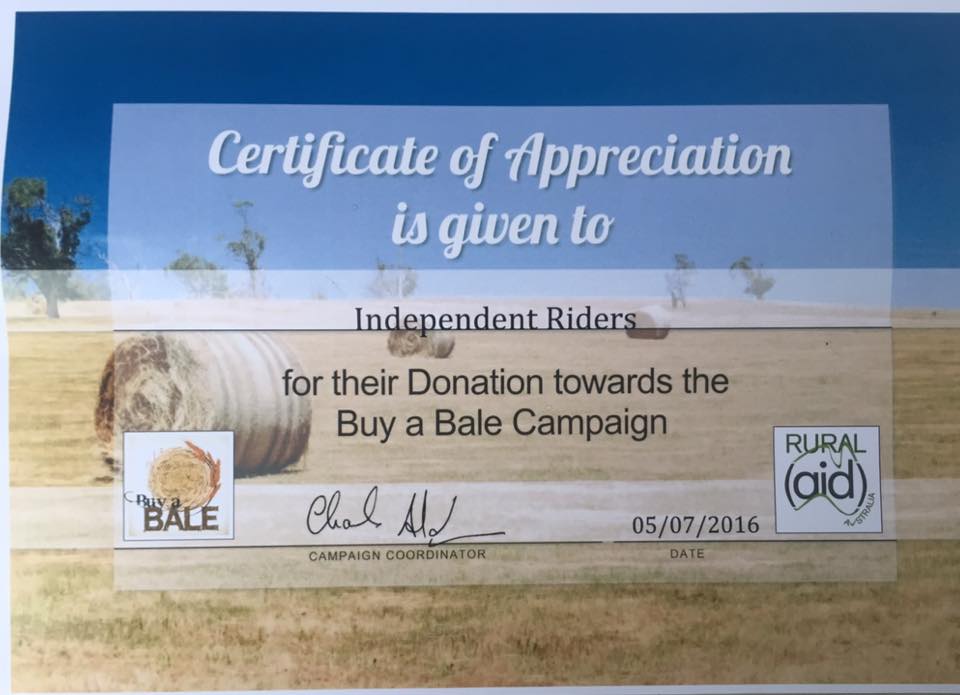 Certificate of Appreciation
is given to
Independent Riders
for their Donation towards the
Buy a Bale Campaign
Buy a
BALE
05/07/2016
CAMPAIGN COORDINATOR
DATE
RURAL
(aid)
AUSTRALIA